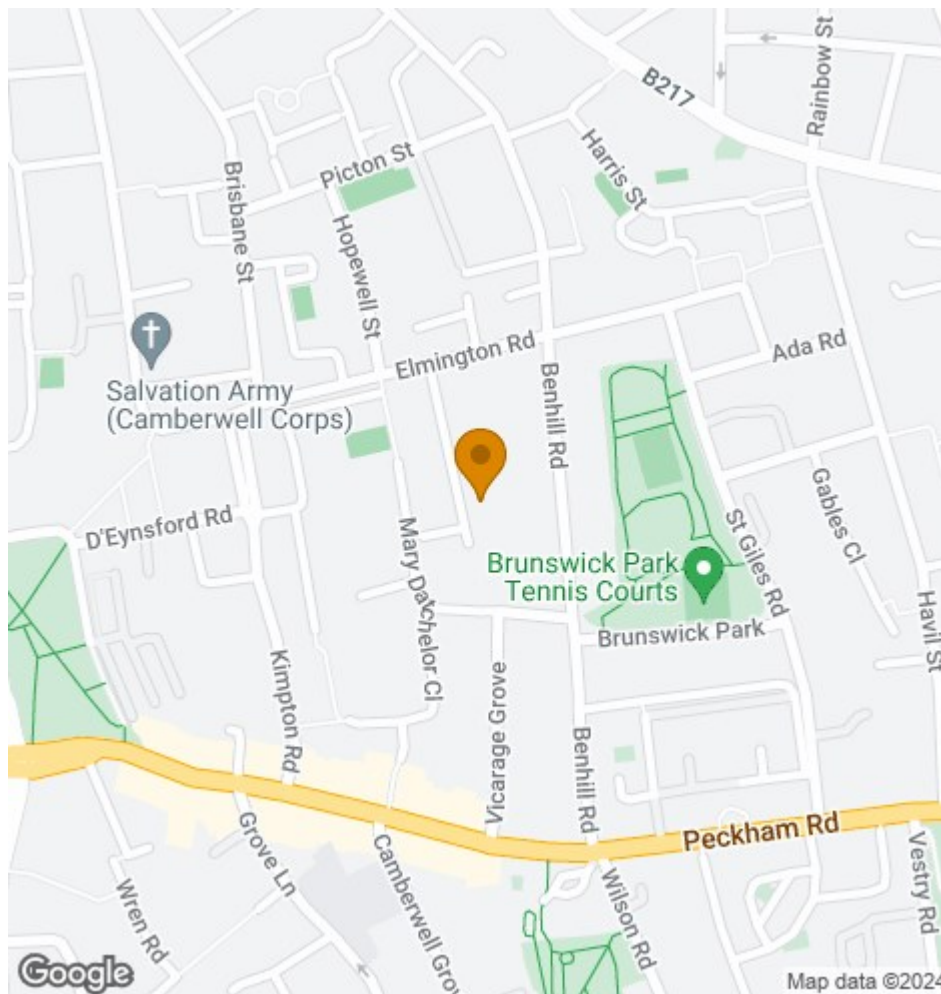 Rainbow St
B217
Harris St
Picton St
Brisbane St
Hopewell St
Elmington Rd
Ada Rd
Salvation Army
(Camberwell Corps)
Benhill Rd
Gables Cl
D'Eynsford Rd
St Giles Rd
Mary Datchelor Cl
Brunswick Park
Tennis Courts
Havil St
Brunswick Park
Kimpton Rd
Vicarage Grove
Benhill Rd
Peckham Rd
Grove Ln
Camberwell Grov
Wilson Rd
Vestry Rd
Wren Rd
Google
Map data ©2024